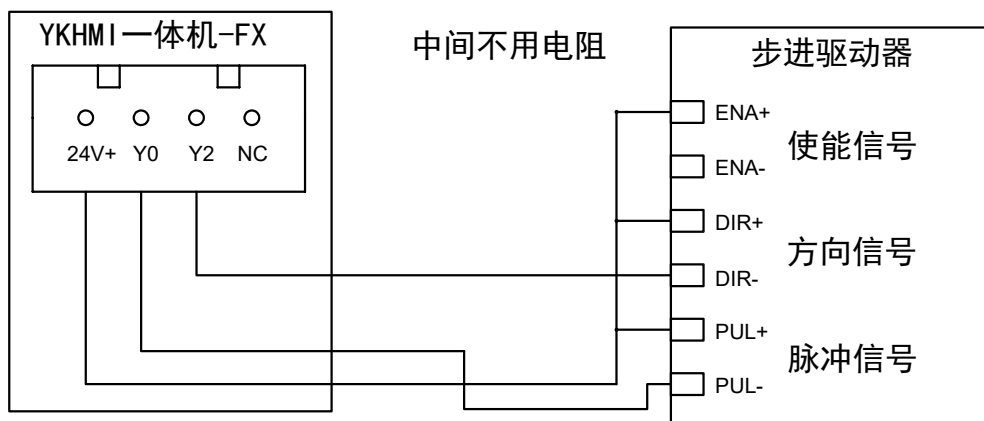 YKHMI一体机-FX
24V+ Y0 Y2 NC
中间不用电阻
步进驱动器
ENA+
使能信号
ENA-
DIR+
方向信号
DIR-
PUL+
脉冲信号
PUL-